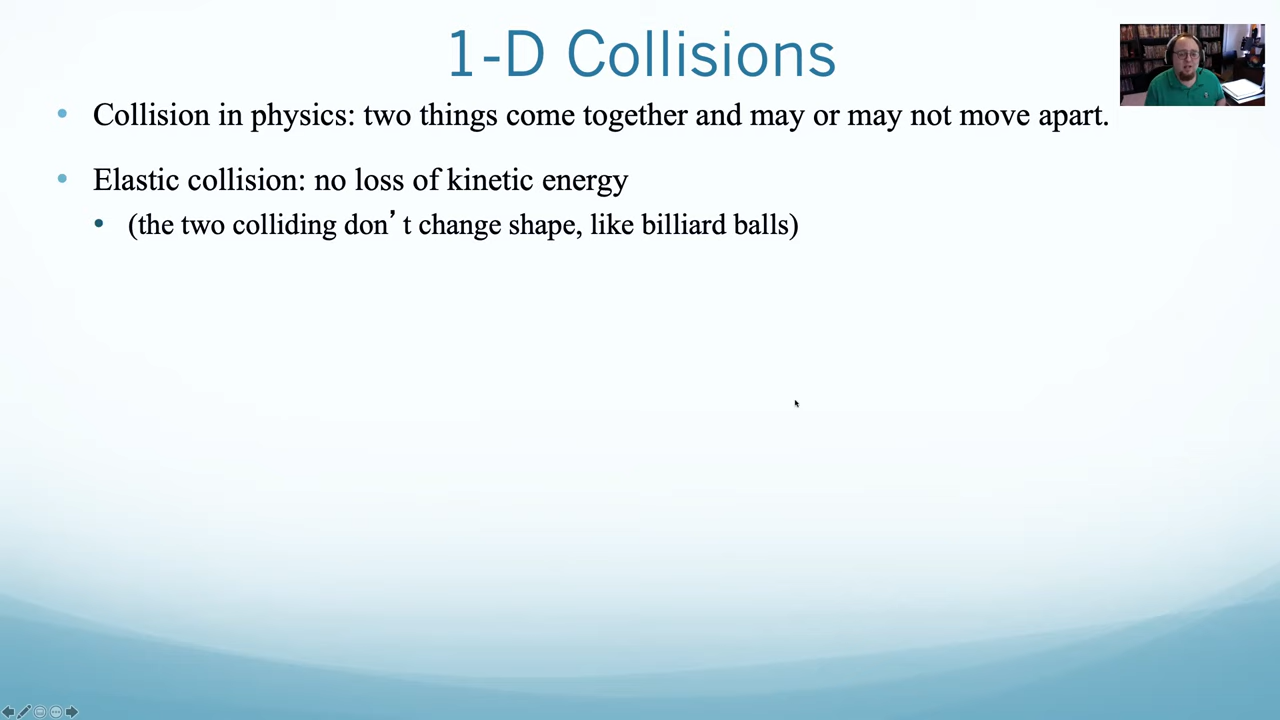 1-D Collisions
• Collision in physics: two things come together and may or may not move apart.
• Elastic collision: no loss of kinetic energy
• (the two colliding don’ t change shape, like billiard balls)